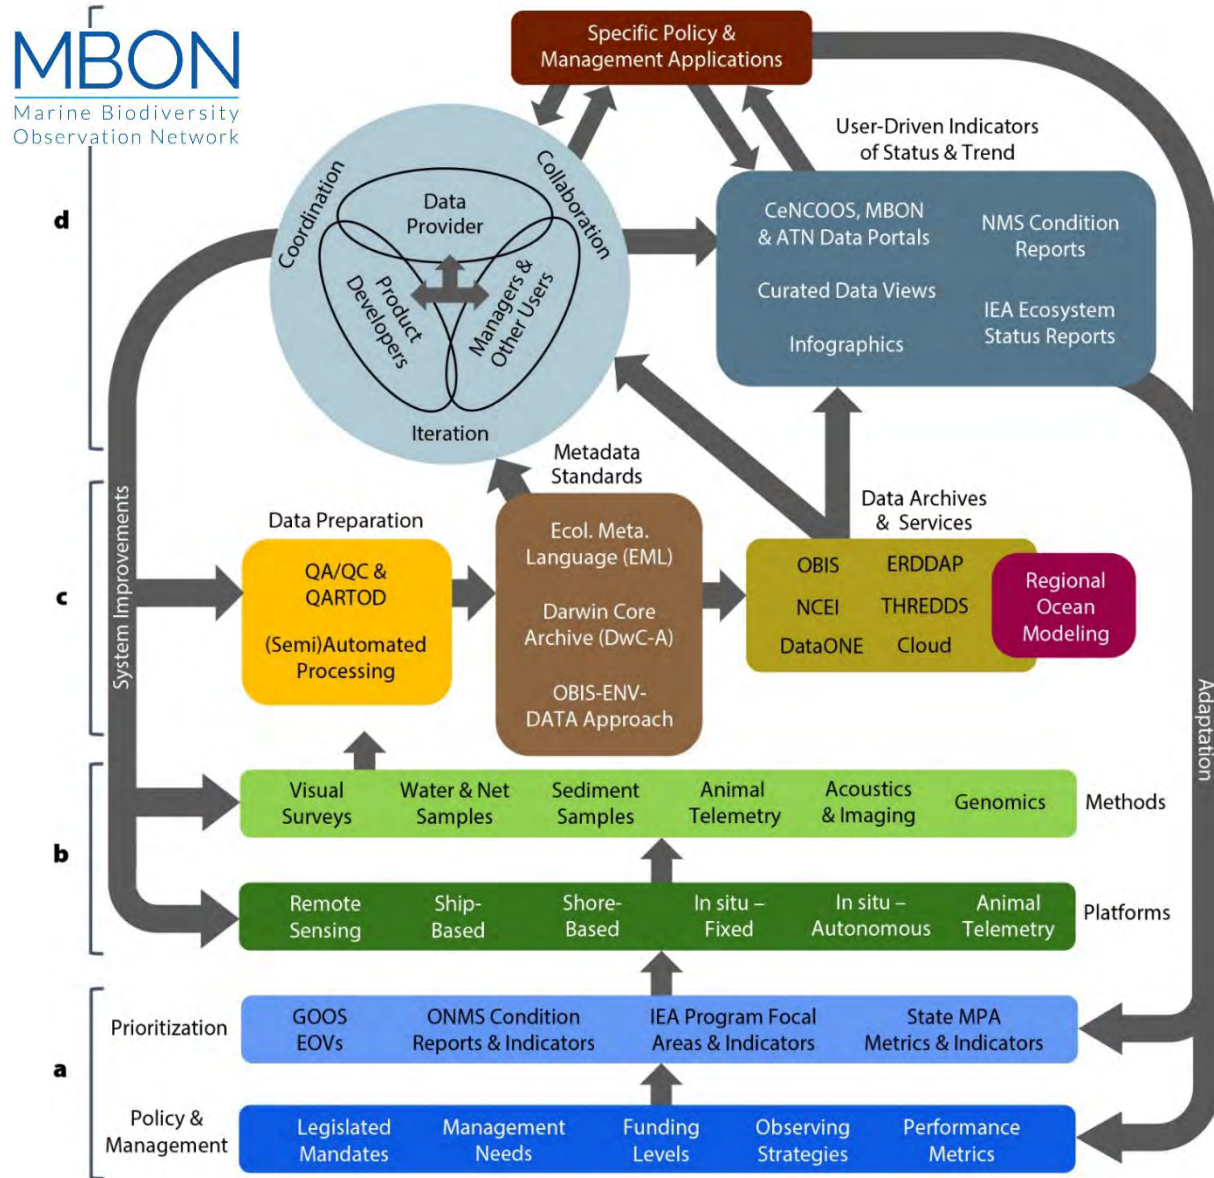 MBON
Marine Biodiversity
Observation Network
Specific Policy &
Management Applications
User-Driven Indicators
of Status & Trend
d
Coordination
Collaboration
Data
Provider
Product
Developers
Managers &
Other Users
Iteration
CeNCOOS, MBON
& ATN Data Portals
Curated Data Views
Infographics
NMS Condition
Reports
IEA Ecosystem
Status Reports
System Improvements
Adaptation
c
Data Preparation
QA/QC &
QARTOD
(Semi)Automated
Processing
Metadata
Standards
Ecol. Meta.
Language (EML)
Darwin Core
Archive (DwC-A)
OBIS-ENV-
DATA Approach
Data Archives
& Services
OBIS
NCEI
DataONE
ERDDAP
THREDDS
Cloud
Regional
Ocean
Modeling
b
Visual
Surveys
Water & Net
Samples
Sediment
Samples
Animal
Telemetry
Acoustics
& Imaging
Genomics
Methods
Remote
Sensing
Ship-
Based
Shore-
Based
In situ –
Fixed
In situ –
Autonomous
Animal
Telemetry
Platforms
a
Prioritization
GOOS
EOVs
ONMS Condition
Reports & Indicators
IEA Program Focal
Areas & Indicators
State MPA
Metrics & Indicators
Policy &
Management
Legislated
Mandates
Management
Needs
Funding
Levels
Observing
Strategies
Performance
Metrics